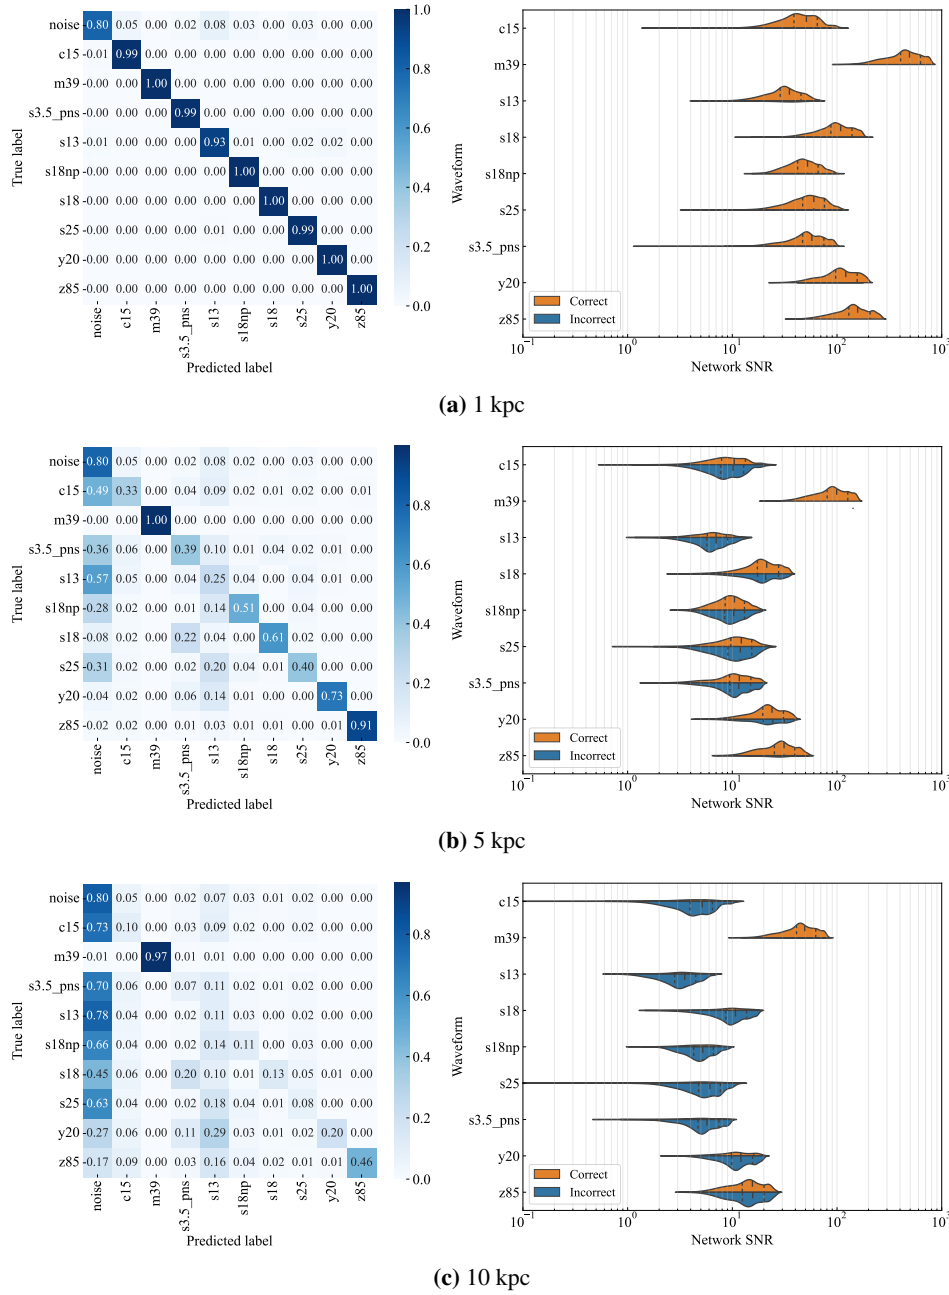 noise 0.80 0.05 0.00 0.02 0.08 0.03 0.00 0.03 0.00 0.00
c15 0.01 0.99 0.00 0.00 0.00 0.00 0.00 0.00 0.00 0.00
m39 0.00 0.00 1.00 0.00 0.00 0.00 0.00 0.00 0.00 0.00
s3.5_pns 0.00 0.00 0.00 0.99 0.00 0.00 0.00 0.00 0.00 0.00
s13 0.01 0.00 0.00 0.00 0.93 0.01 0.00 0.02 0.02 0.00
s18np 0.00 0.00 0.00 0.00 0.00 1.00 0.00 0.00 0.00 0.00
s18 0.00 0.00 0.00 0.00 0.00 0.00 1.00 0.00 0.00 0.00
s25 0.00 0.00 0.00 0.00 0.01 0.00 0.00 0.99 0.00 0.00
y20 0.00 0.00 0.00 0.00 0.00 0.00 0.00 0.00 1.00 0.00
z85 0.00 0.00 0.00 0.00 0.00 0.00 0.00 0.00 0.00 1.00
noise c15 m39 s3.5_pns s13 s18np s18 s25 y20 z85
True label
Predicted label
1.0
0.8
0.6
0.4
0.2
0.0
Waveform
c15
m39
s13
s18
s18np
s25
s3.5_pns
y20
z85
Correct
Incorrect
10⁻¹ 10⁰ 10¹ 10² 10³
Network SNR
(a) 1 kpc
noise 0.80 0.05 0.00 0.02 0.08 0.02 0.00 0.03 0.00 0.00
c15 0.49 0.33 0.00 0.04 0.09 0.02 0.01 0.02 0.00 0.01
m39 0.00 0.00 1.00 0.00 0.00 0.00 0.00 0.00 0.00 0.00
s3.5_pns 0.36 0.06 0.00 0.39 0.10 0.01 0.04 0.02 0.01 0.00
s13 0.57 0.05 0.00 0.04 0.25 0.04 0.00 0.04 0.01 0.00
s18np 0.28 0.02 0.00 0.01 0.14 0.51 0.00 0.04 0.00 0.00
s18 0.08 0.02 0.00 0.22 0.04 0.00 0.61 0.02 0.00 0.00
s25 0.31 0.02 0.00 0.02 0.20 0.04 0.01 0.40 0.00 0.00
y20 0.04 0.02 0.00 0.06 0.14 0.01 0.00 0.00 0.73 0.00
z85 0.02 0.02 0.00 0.01 0.03 0.01 0.01 0.00 0.01 0.91
noise c15 m39 s3.5_pns s13 s18np s18 s25 y20 z85
True label
Predicted label
0.8
0.6
0.4
0.2
0.0
Waveform
c15
m39
s13
s18
s18np
s25
s3.5_pns
y20
z85
Correct
Incorrect
10⁻¹ 10⁰ 10¹ 10² 10³
Network SNR
(b) 5 kpc
noise 0.80 0.05 0.00 0.02 0.07 0.03 0.01 0.02 0.00 0.00
c15 0.73 0.10 0.00 0.03 0.09 0.02 0.00 0.02 0.00 0.00
m39 0.01 0.00 0.97 0.01 0.01 0.00 0.00 0.00 0.00 0.00
s3.5_pns 0.70 0.06 0.00 0.07 0.11 0.02 0.01 0.02 0.00 0.00
s13 0.78 0.04 0.00 0.02 0.11 0.03 0.00 0.02 0.00 0.00
s18np 0.66 0.04 0.00 0.02 0.14 0.11 0.00 0.03 0.00 0.00
s18 0.45 0.06 0.00 0.20 0.10 0.01 0.13 0.05 0.00 0.00
s25 0.63 0.04 0.00 0.02 0.18 0.04 0.01 0.08 0.00 0.00
y20 0.27 0.06 0.00 0.11 0.29 0.03 0.01 0.02 0.20 0.00
z85 0.17 0.09 0.00 0.03 0.16 0.04 0.02 0.01 0.01 0.46
noise c15 m39 s3.5_pns s13 s18np s18 s25 y20 z85
True label
Predicted label
0.8
0.6
0.4
0.2
0.0
Waveform
c15
m39
s13
s18
s18np
s25
s3.5_pns
y20
z85
Correct
Incorrect
10⁻¹ 10⁰ 10¹ 10² 10³
Network SNR
(c) 10 kpc